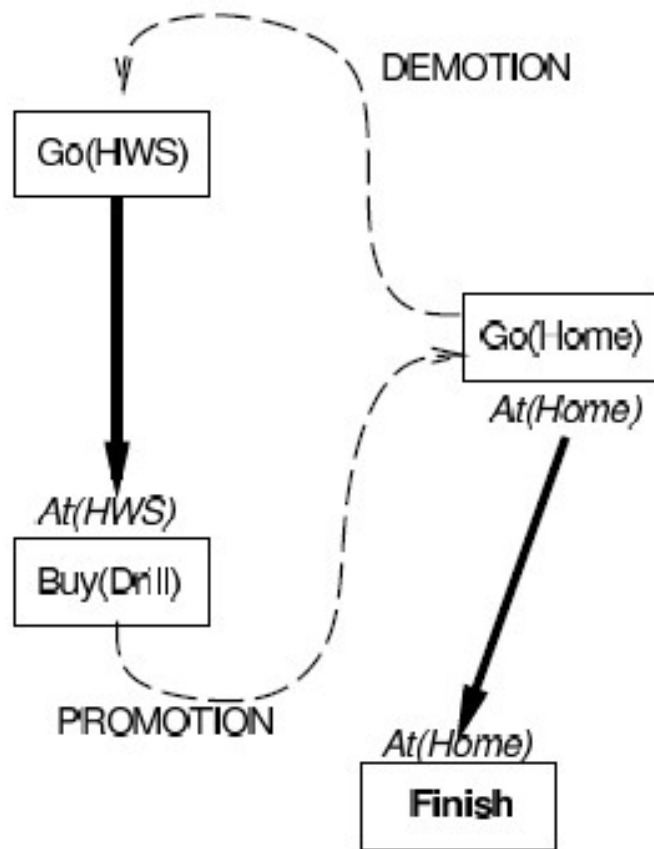 DEMOTION
Go(HWS)
Go(Home)
At(Home)
At(HWS)
Buy(Drill)
PROMOTION
At(Home)
Finish